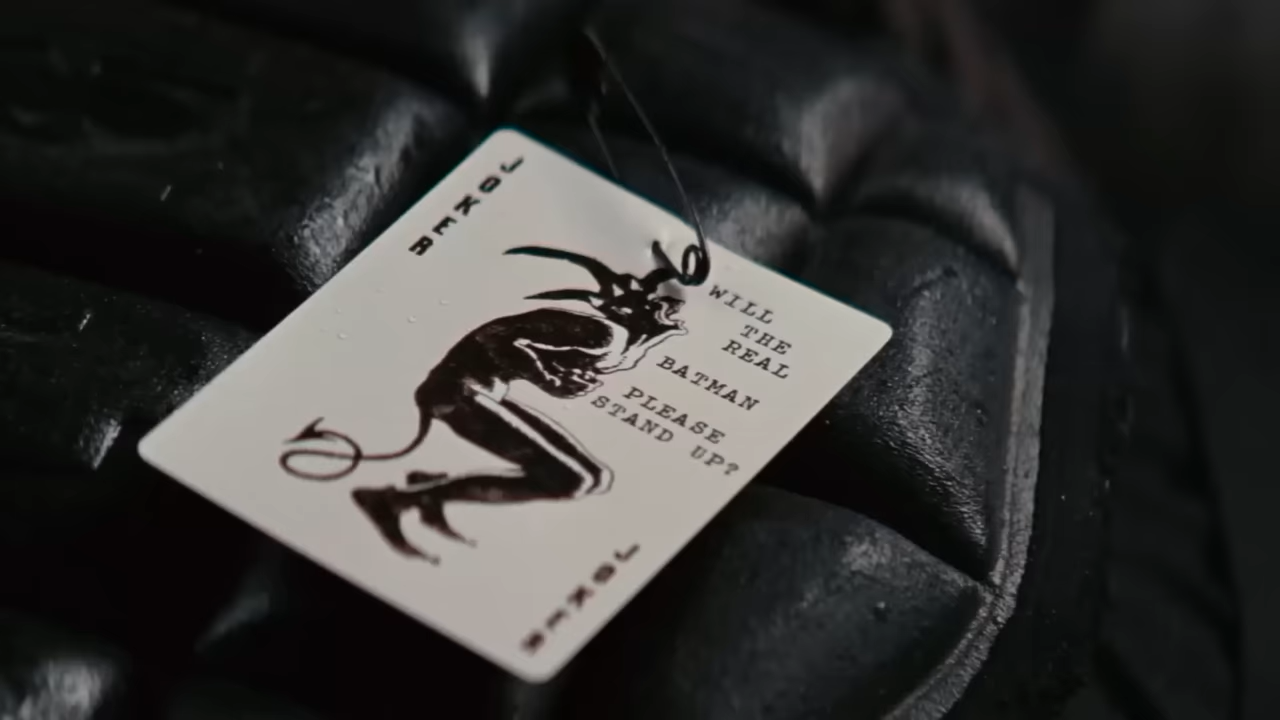 JOKER
WILL
THE
REAL
BATMAN
PLEASE
STAND UP?
JOKER